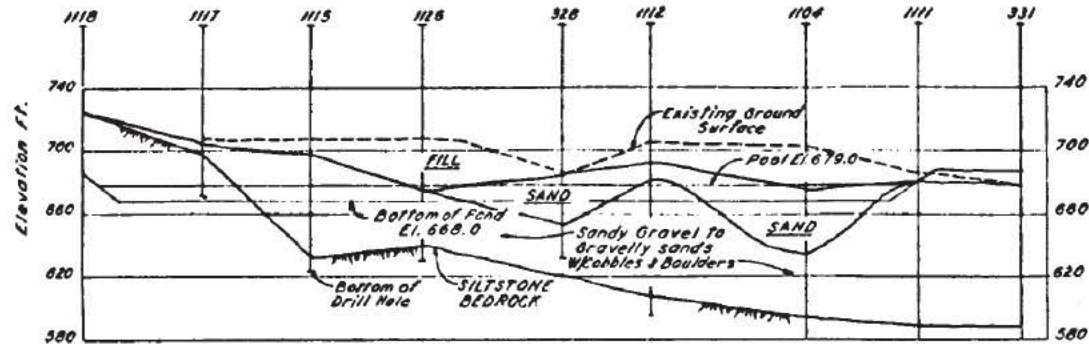 1118 1117 1115 1126 328 1112 1104 1111 331
740
700
660
620
580
Elevation Ft.
740
700
660
620
580
Existing Ground
Surface
FILL
Pool El. 679.0
SAND
Bottom of Pond
El. 668.0
Sandy Gravel to
Gravelly sands
W/Cobbles & Boulders
SAND
Bottom of
Drill Hole
SILTSTONE
BEDROCK